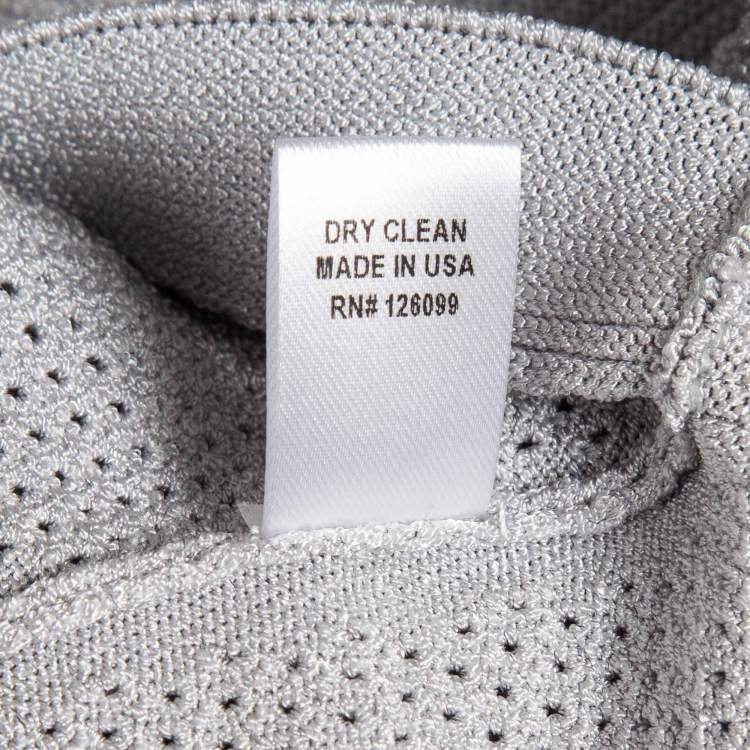 DRY CLEAN
MADE IN USA
RN# 126099